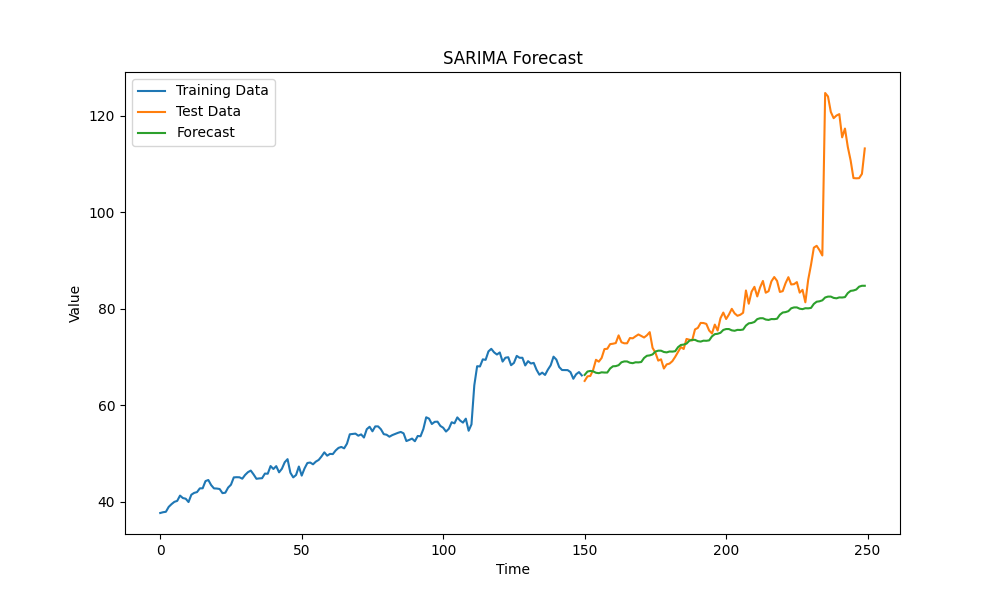 SARIMA Forecast
Training Data
Test Data
Forecast
120
100
80
60
40
Value
0 50 100 150 200 250
Time